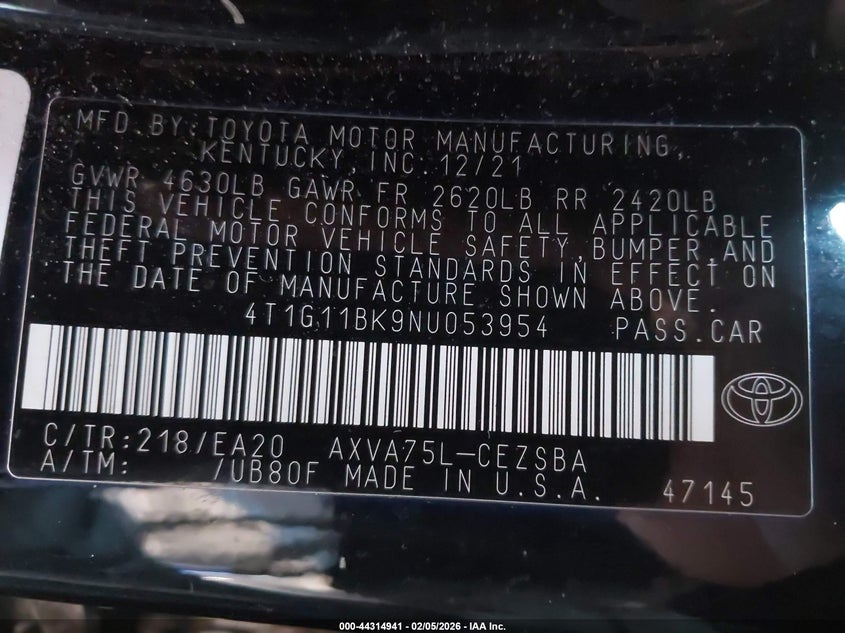 MFD.BY:TOYOTA MOTOR MANUFACTURING,
KENTUCKY,INC.12/21
GVWR 4630LB GAWR FR 2620LB RR 2420LB
THIS VEHICLE CONFORMS TO ALL APPLICABLE
FEDERAL MOTOR VEHICLE SAFETY,BUMPER,AND
THEFT PREVENTION STANDARDS IN EFFECT ON
THE DATE OF MANUFACTURE SHOWN ABOVE.
4T1G11BK9NU053954 PASS.CAR
C/TR:218/EA20 AXVA75L-CEZSBA
A/TM: /UB80F MADE IN U.S.A. 47145
000-44314941 - 02/05/2026 - IAA Inc.